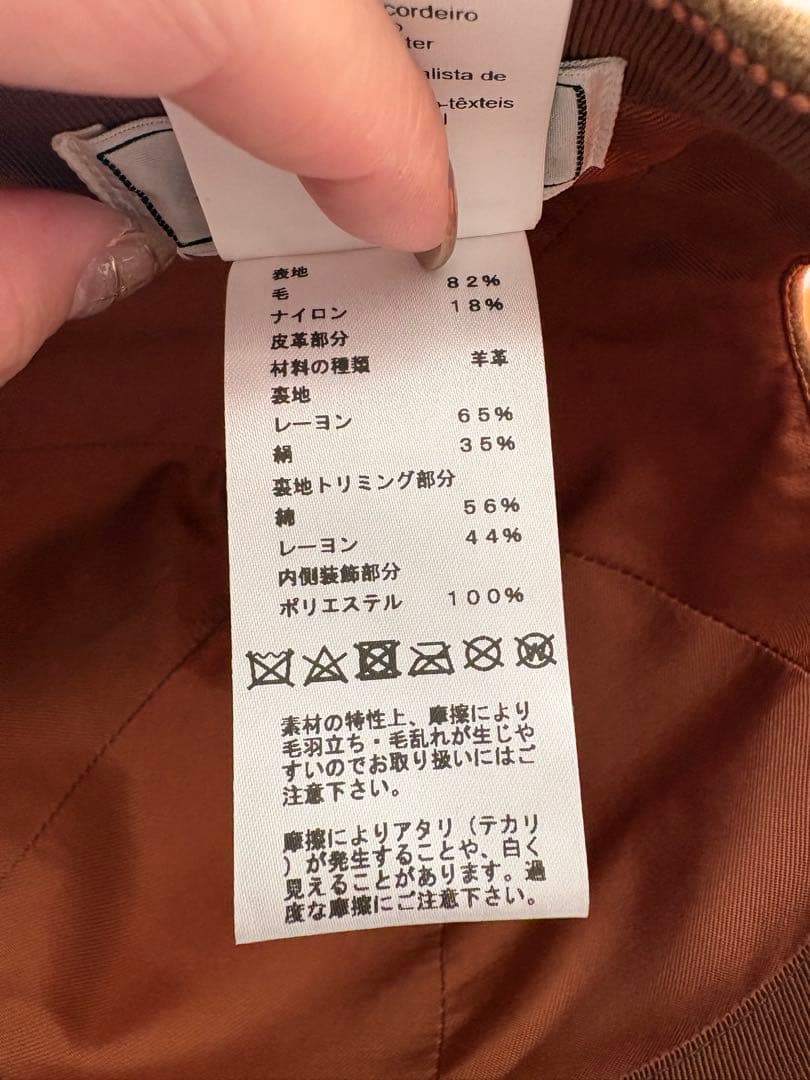 cordeiro
ter
alista de
o-têxteis
表地
毛 82%
ナイロン 18%
皮革部分
材料の種類 羊革
裏地
レーヨン 65%
絹 35%
裏地トリミング部分
綿 56%
レーヨン 44%
内側装飾部分
ポリエステル 100%
W
素材の特性上、摩擦により
毛羽立ち・毛乱れが生じや
すいのでお取り扱いにはご
注意下さい。
摩擦によりアタリ（テカリ
）が発生することや、白く
見えることがあります。過
度な摩擦にご注意下さい。